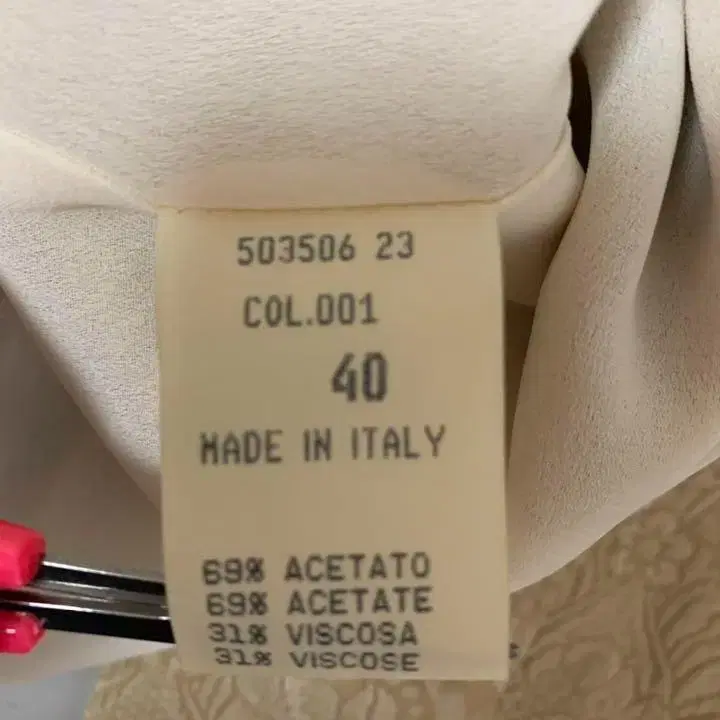 503506 23
COL.001
40
MADE IN ITALY
69% ACETATO
69% ACETATE
31% VISCOSA
31% VISCOSE